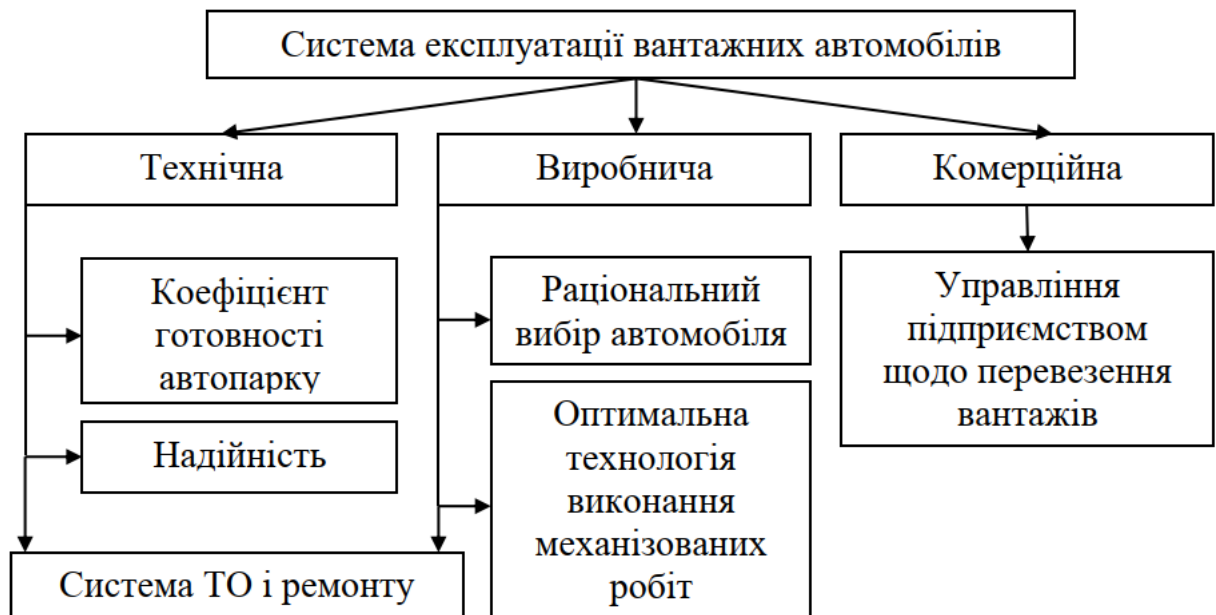 Система експлуатації вантажних автомобілів
Технічна
Виробнича
Комерційна
Коефіцієнт
готовності
автопарку
Надійність
Система ТО і ремонту
Раціональний
вибір автомобіля
Оптимальна
технологія
виконання
механізованих
робіт
Управління
підприємством
щодо перевезення
вантажів